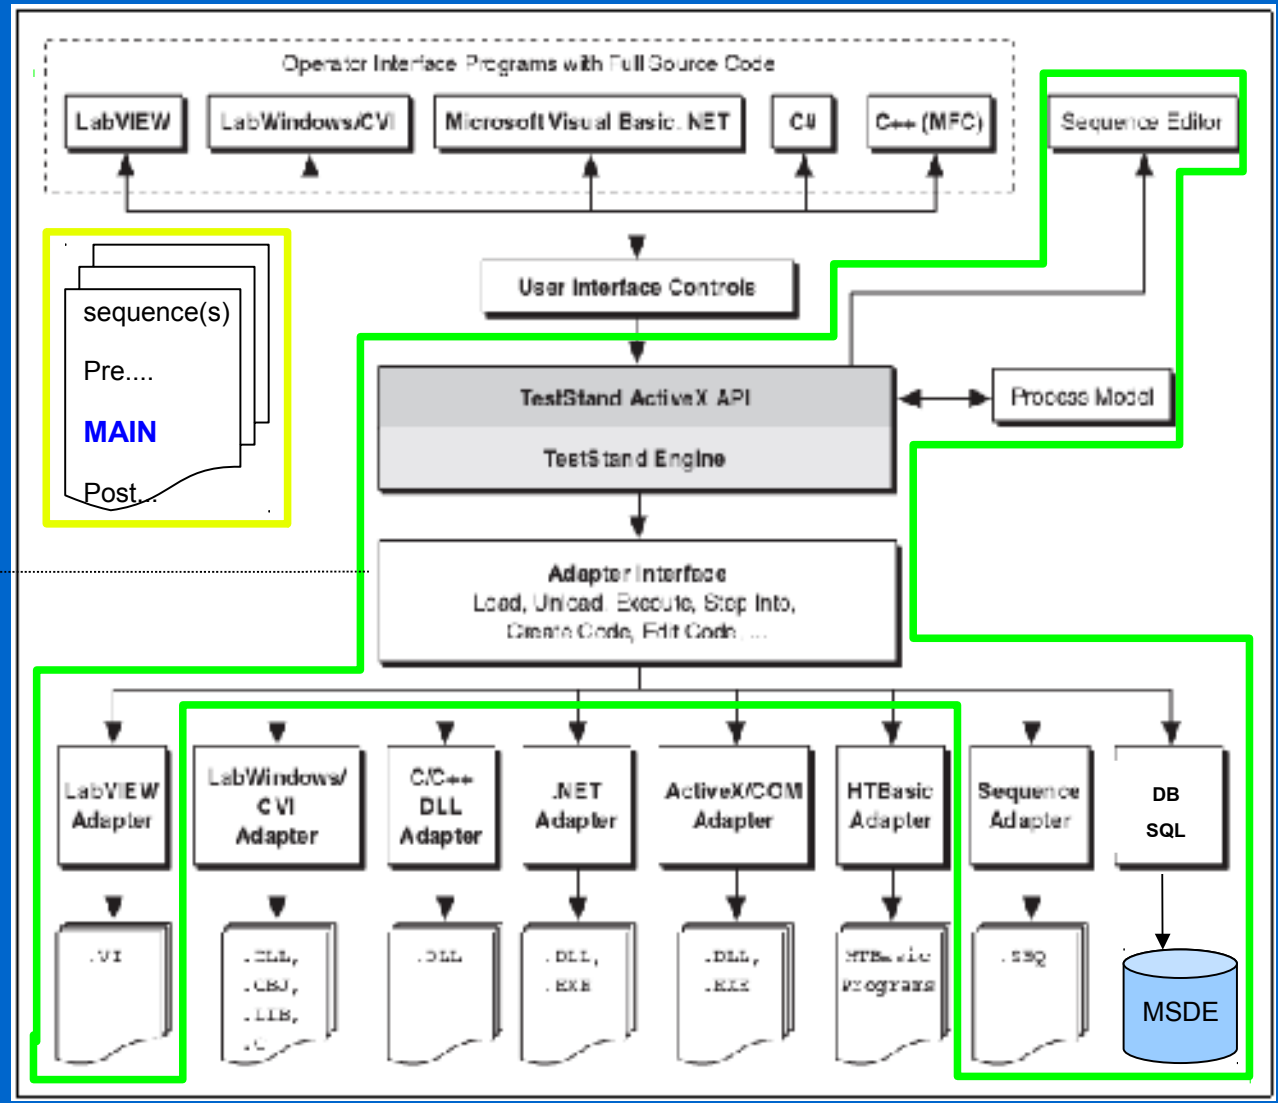 Operator Interface Programs with Full Source Code
LabVIEW
LabWindows/CVI
Microsoft Visual Basic .NET
C#
C++ (MFC)
Sequence Editor
sequence(s)
Pre....
MAIN
Post...
User Interface Controls
TestStand ActiveX API
TestStand Engine
Process Model
Adapter Interface
Load, Unload, Execute, Step Into,
Create Code, Edit Code, ...
LabVIEW
Adapter
LabWindows/
CVI
Adapter
C/C++
DLL
Adapter
.NET
Adapter
ActiveX/COM
Adapter
HTBasic
Adapter
Sequence
Adapter
DB
SQL
.VI
.DLL,
.OBJ,
.LIB,
.C
.DLL
.DLL,
.EXE
.DLL,
.EXE
HTBasic
Programs
.SEQ
MSDE